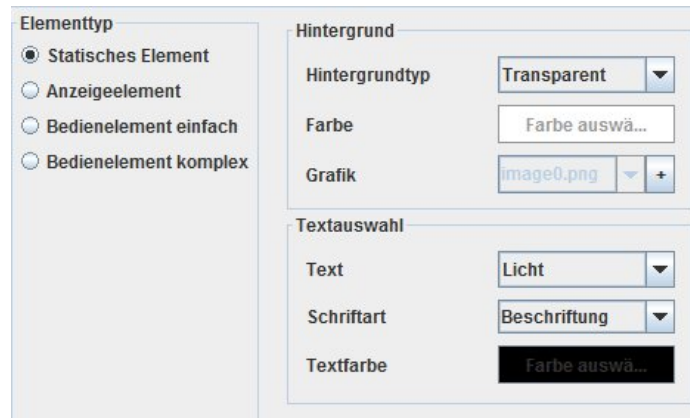 Elementtyp
Statisches Element
Anzeigeelement
Bedienelement einfach
Bedienelement komplex
Hintergrund
Hintergrundtyp Transparent
Farbe Farbe auswä...
Grafik image0.png +
Textauswahl
Text Licht
Schriftart Beschriftung
Textfarbe Farbe auswä...